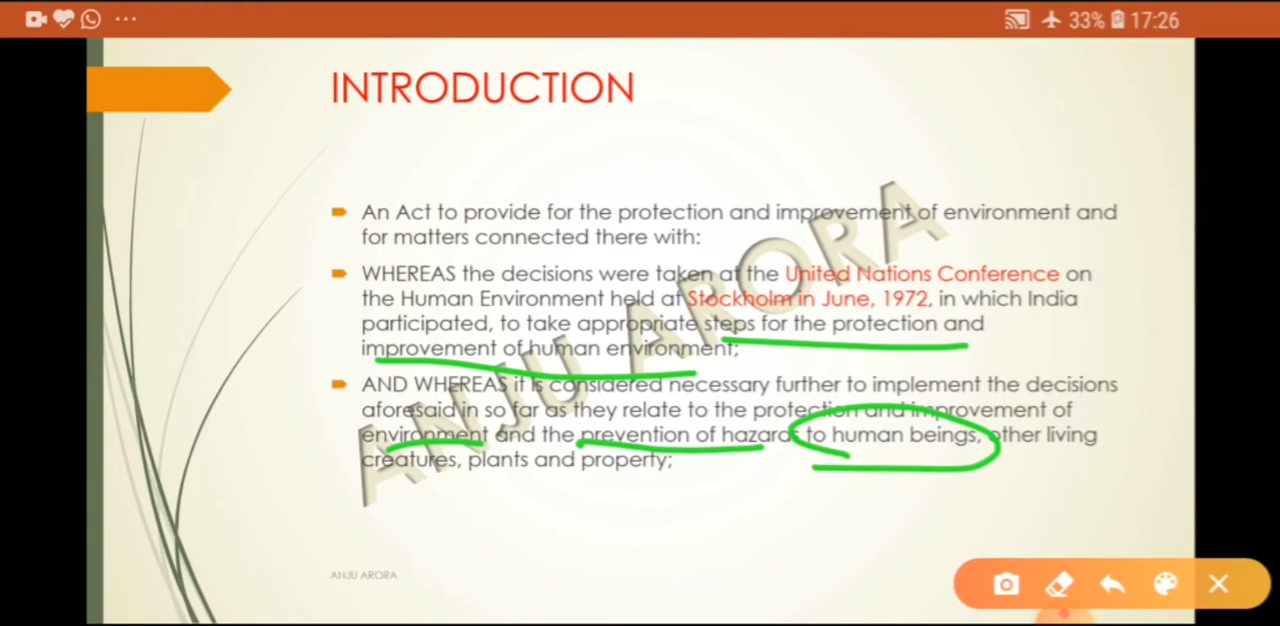 33% 17:26
INTRODUCTION
An Act to provide for the protection and improvement of environment and
for matters connected there with:
WHEREAS the decisions were taken at the United Nations Conference on
the Human Environment held at Stockholm in June, 1972, in which India
participated, to take appropriate steps for the protection and
improvement of human environment;
AND WHEREAS it is considered necessary further to implement the decisions
aforesaid in so far as they relate to the protection and improvement of
environment and the prevention of hazards to human beings, other living
creatures, plants and property;
ANJU ARORA
ANJU ARORA